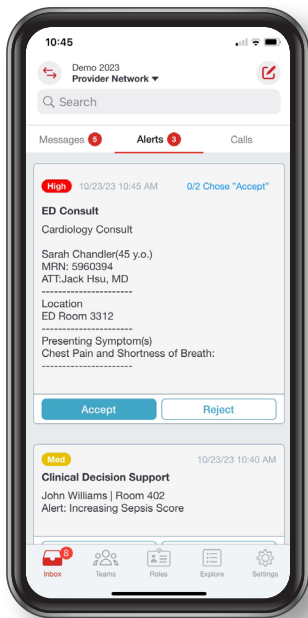 10:45
Demo 2023
Provider Network ▼
Search
Messages 5 Alerts 3 Calls
High 10/23/23 10:45 AM 0/2 Chose "Accept"
ED Consult
Cardiology Consult
Sarah Chandler(45 y.o.)
MRN: 5960394
ATT:Jack Hsu, MD
----------------------
Location
ED Room 3312
----------------------
Presenting Symptom(s)
Chest Pain and Shortness of Breath:
----------------------
Accept Reject
Med 10/23/23 10:40 AM
Clinical Decision Support
John Williams | Room 402
Alert: Increasing Sepsis Score
8
Inbox Teams Roles Explore Settings